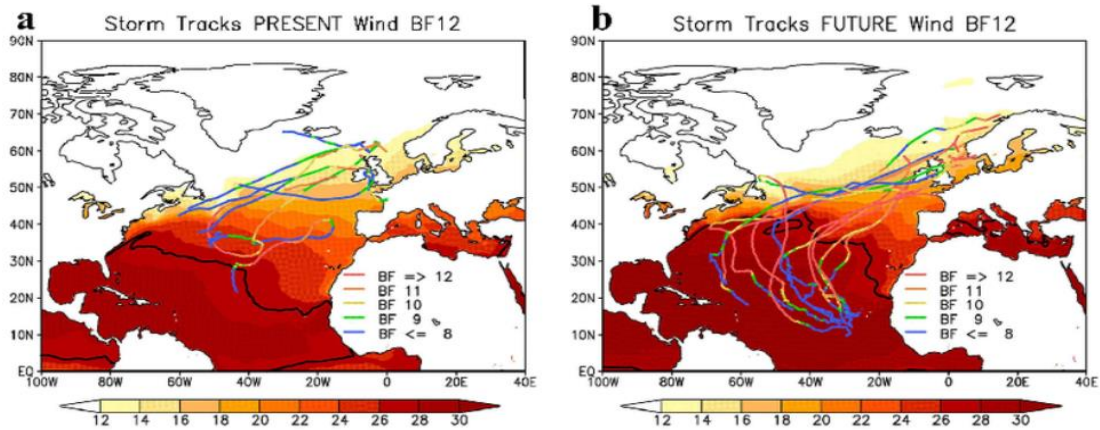 a
Storm Tracks PRESENT Wind BF12
90N
80N
70N
60N
50N
40N
30N
20N
10N
EQ
100W 80W 60W 40W 20W 0 20E 40E
BF => 12
BF 11
BF 10
BF 9
BF <= 8
12 14 16 18 20 22 24 26 28 30
b
Storm Tracks FUTURE Wind BF12
90N
80N
70N
60N
50N
40N
30N
20N
10N
EQ
100W 80W 60W 40W 20W 0 20E 40E
BF => 12
BF 11
BF 10
BF 9
BF <= 8
12 14 16 18 20 22 24 26 28 30